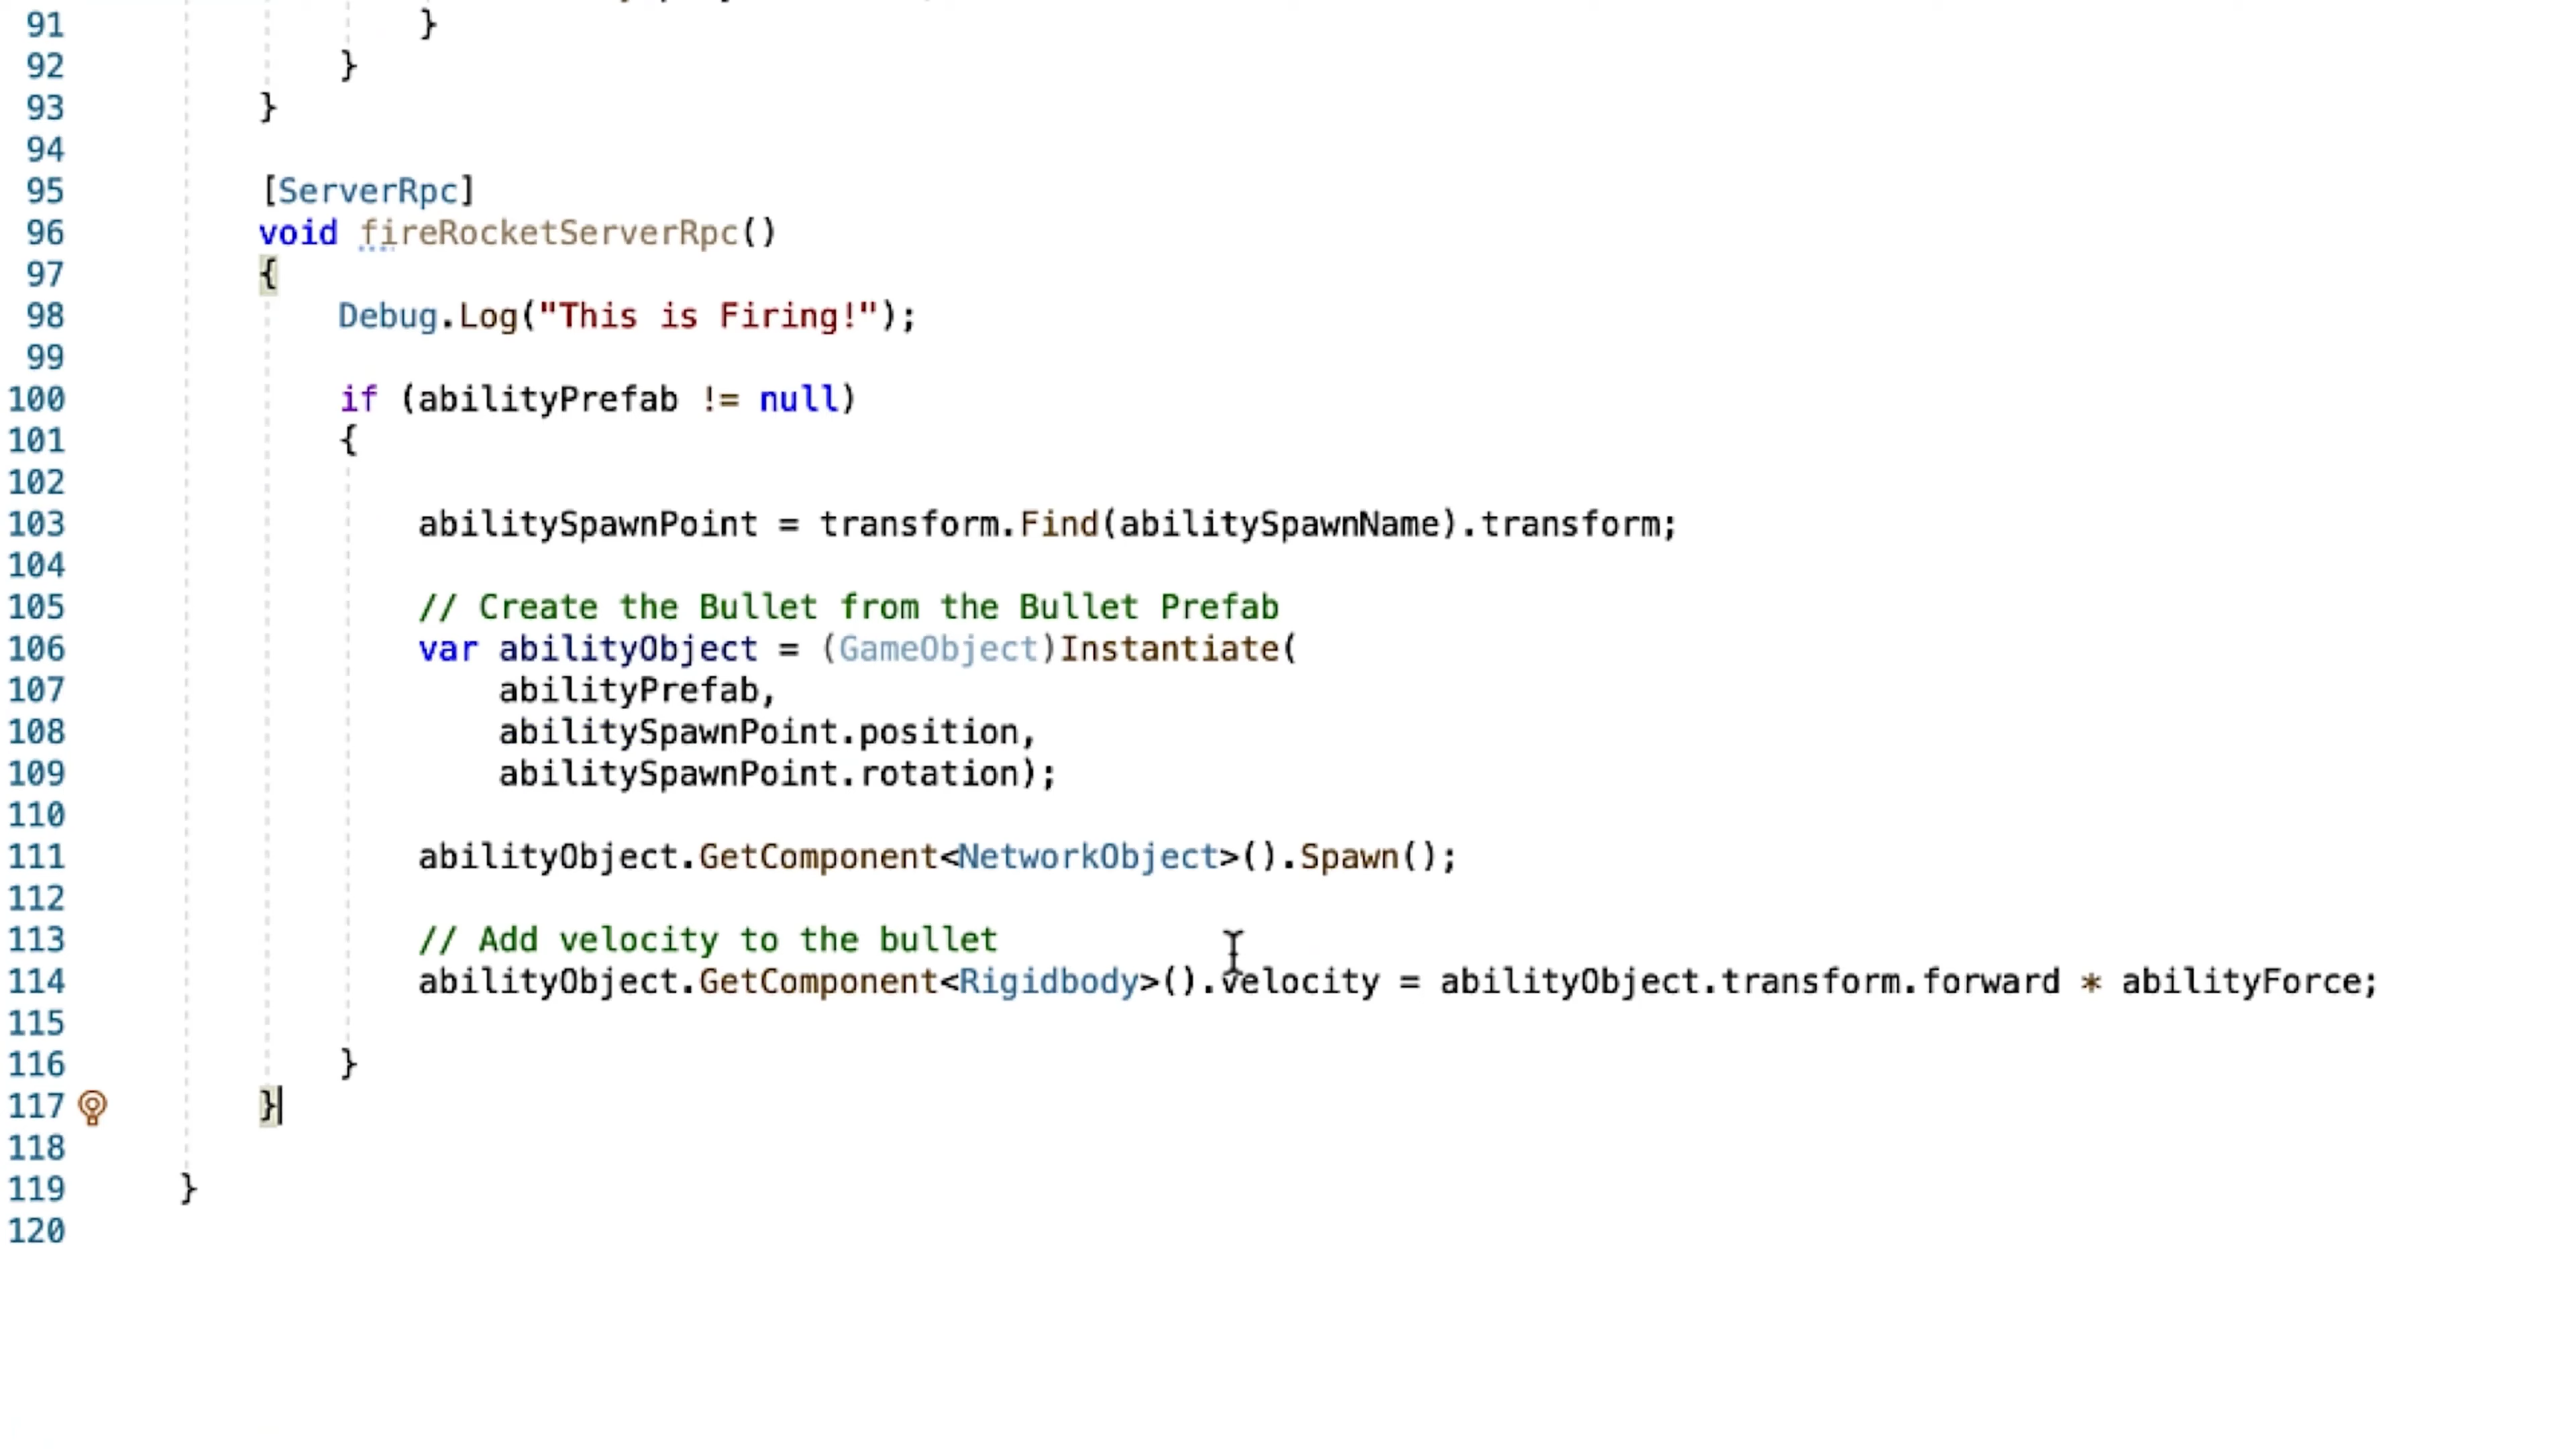 91 }
92 }
93 }
94
95 [ServerRpc]
96 void fireRocketServerRpc()
97 {
98 Debug.Log("This is Firing!");
99
100 if (abilityPrefab != null)
101 {
102
103 abilitySpawnPoint = transform.Find(abilitySpawnName).transform;
104
105 // Create the Bullet from the Bullet Prefab
106 var abilityObject = (GameObject)Instantiate(
107 abilityPrefab,
108 abilitySpawnPoint.position,
109 abilitySpawnPoint.rotation);
110
111 abilityObject.GetComponent<NetworkObject>().Spawn();
112
113 // Add velocity to the bullet
114 abilityObject.GetComponent<Rigidbody>().velocity = abilityObject.transform.forward * abilityForce;
115
116 }
117 }
118
119 }
120